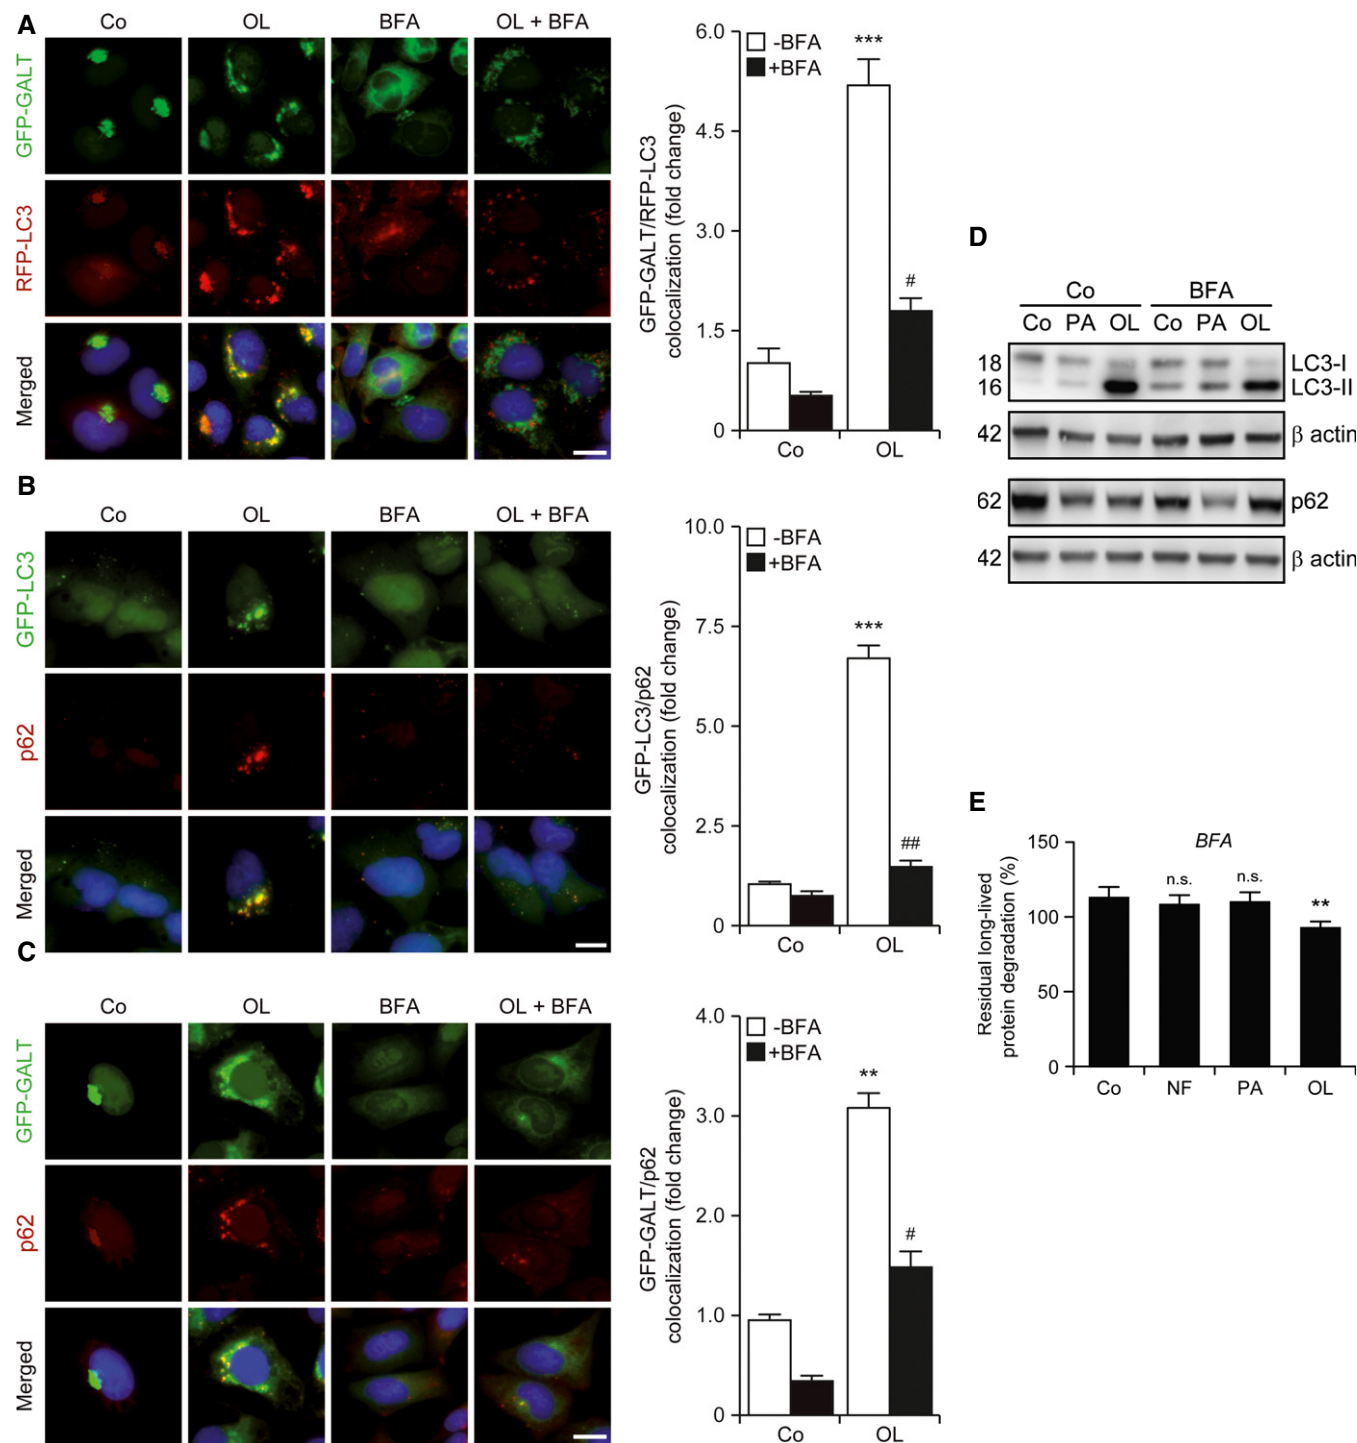 A
Co OL BFA OL + BFA
GFP-GALT
RFP-LC3
Merged
GFP-GALT/RFP-LC3
colocalization (fold change)
6.0
4.5
3.0
1.5
0
-BFA
+BFA
***
#
Co OL
B
Co OL BFA OL + BFA
GFP-LC3
p62
Merged
GFP-LC3/p62
colocalization (fold change)
10.0
7.5
5.0
2.5
0
-BFA
+BFA
***
##
Co OL
C
Co OL BFA OL + BFA
GFP-GALT
p62
Merged
GFP-GALT/p62
colocalization (fold change)
4.0
3.0
2.0
1.0
0
-BFA
+BFA
**
#
Co OL
D
Co BFA
Co PA OL Co PA OL
18 LC3-I
16 LC3-II
42 β actin
62 p62
42 β actin
E
BFA
Residual long-lived
protein degradation (%)
150
100
50
0
n.s. n.s. **
Co NF PA OL